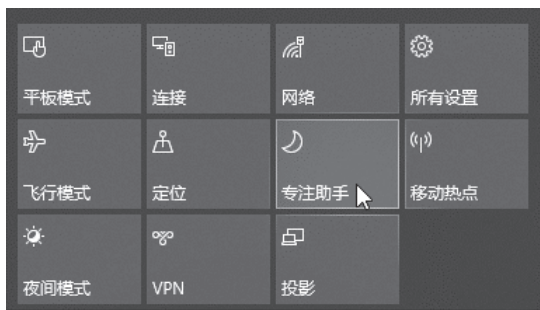 平板模式
连接
网络
所有设置
飞行模式
定位
专注助手
移动热点
夜间模式
VPN
投影